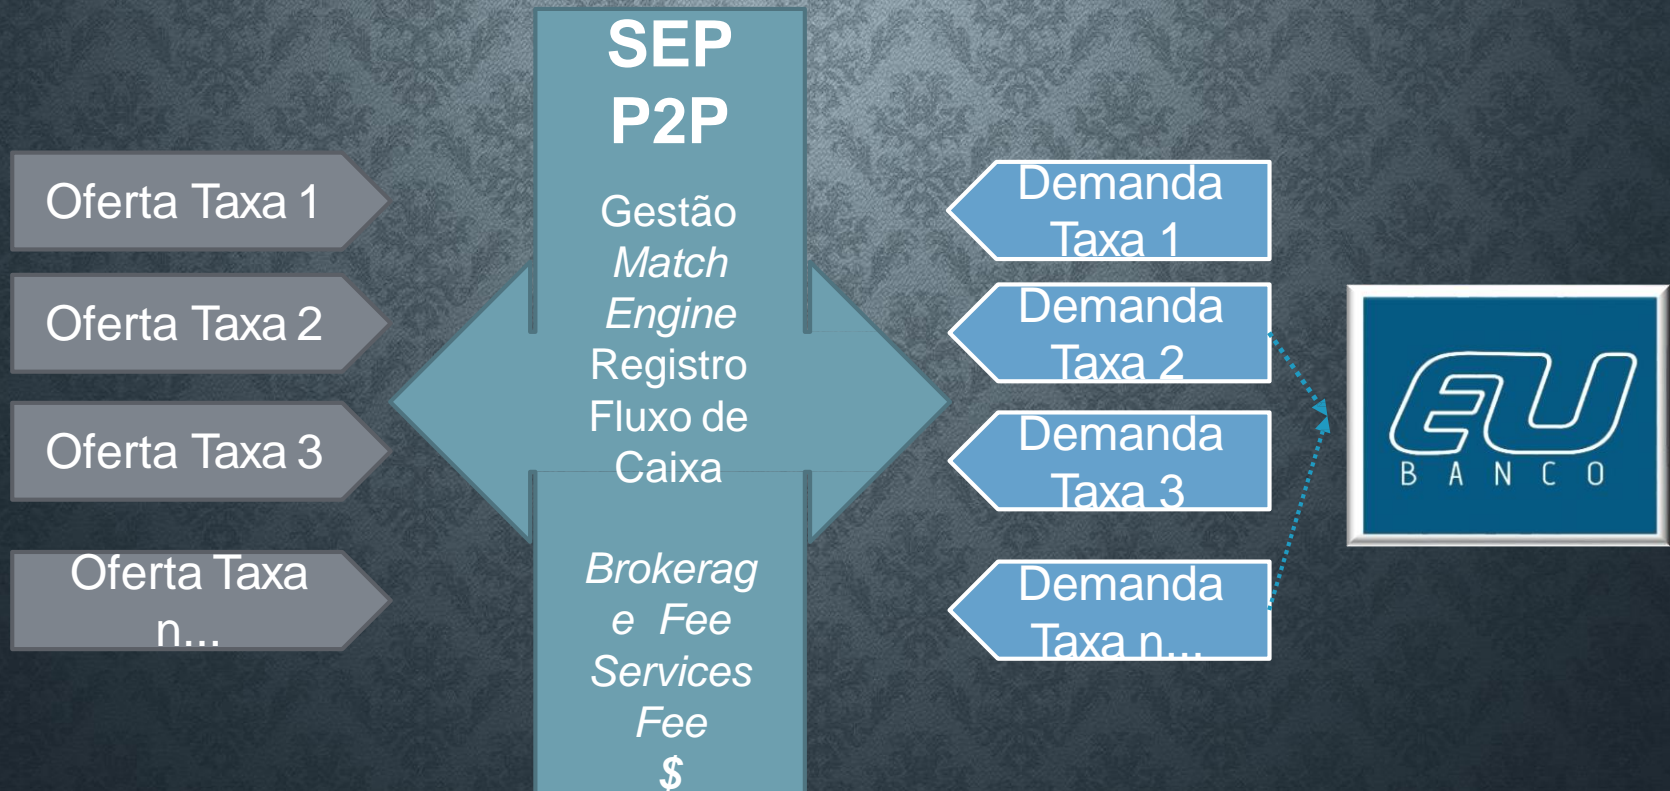 SEP
P2P
Gestão
Match
Engine
Registro
Fluxo de
Caixa
Brokerag
e Fee
Services
Fee
$
Oferta Taxa 1
Oferta Taxa 2
Oferta Taxa 3
Oferta Taxa
n...
Demanda
Taxa 1
Demanda
Taxa 2
Demanda
Taxa 3
Demanda
Taxa n...
EU
BANCO